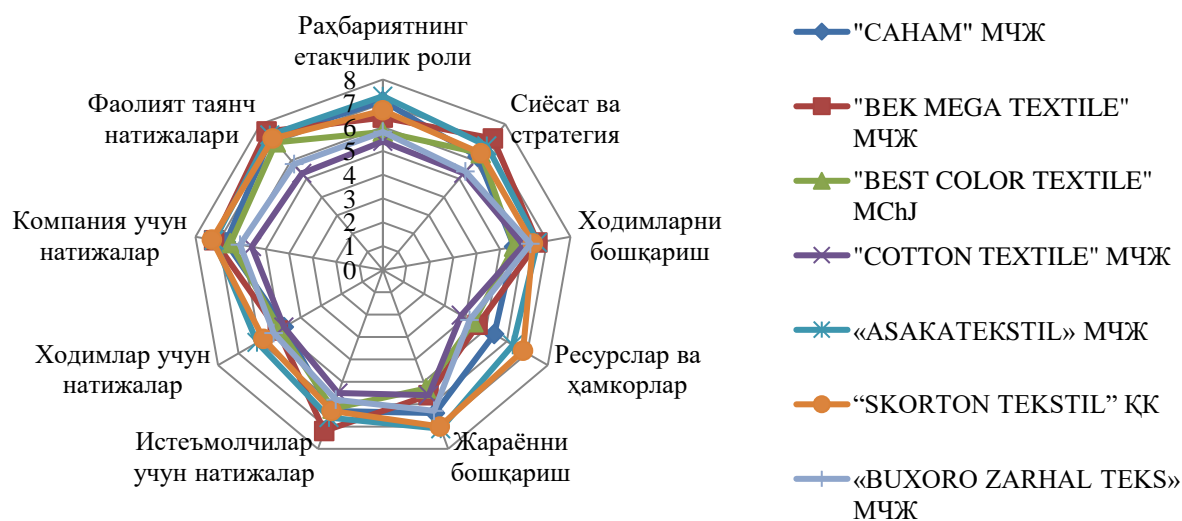 Раҳбариятнинг
етакчилик роли
Сиёсат ва
стратегия
Ходимларни
бошқариш
Ресурслар ва
ҳамкорлар
Жараённи
бошқариш
Истеъмолчилар
учун натижалар
Ходимлар учун
натижалар
Компания учун
натижалар
Фаолият таянч
натижалари
8
7
6
5
4
3
2
1
0
"САНАМ" МЧЖ
"BEK MEGA TEXTILE"
МЧЖ
"BEST COLOR TEXTILE"
MChJ
"COTTON TEXTILE" МЧЖ
«ASAKATEKSTIL» МЧЖ
“SKORTON TEKSTIL” ҚК
«BUXORO ZARHAL TEKS»
МЧЖ